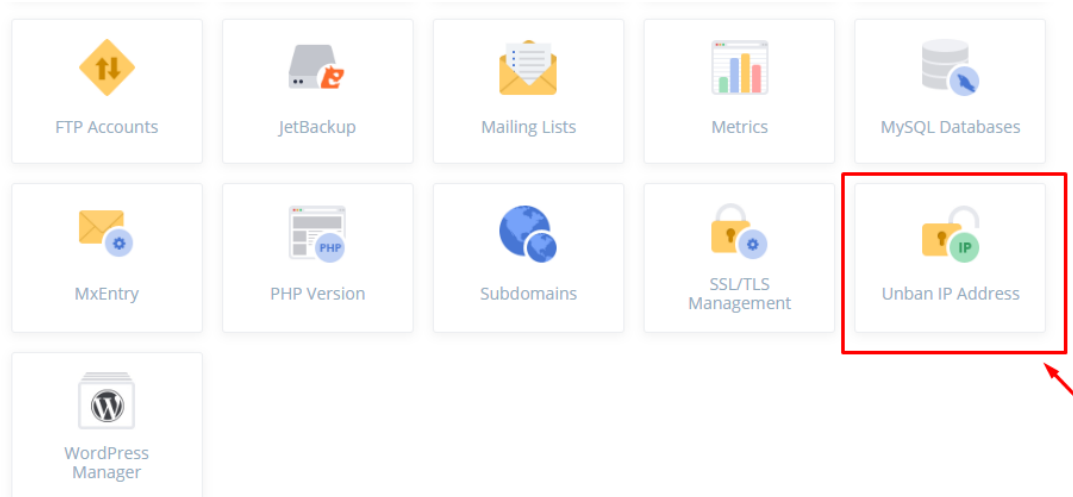 FTP Accounts
JetBackup
Mailing Lists
Metrics
MySQL Databases
MxEntry
PHP
PHP Version
Subdomains
SSL/TLS
Management
IP
Unban IP Address
WordPress
Manager